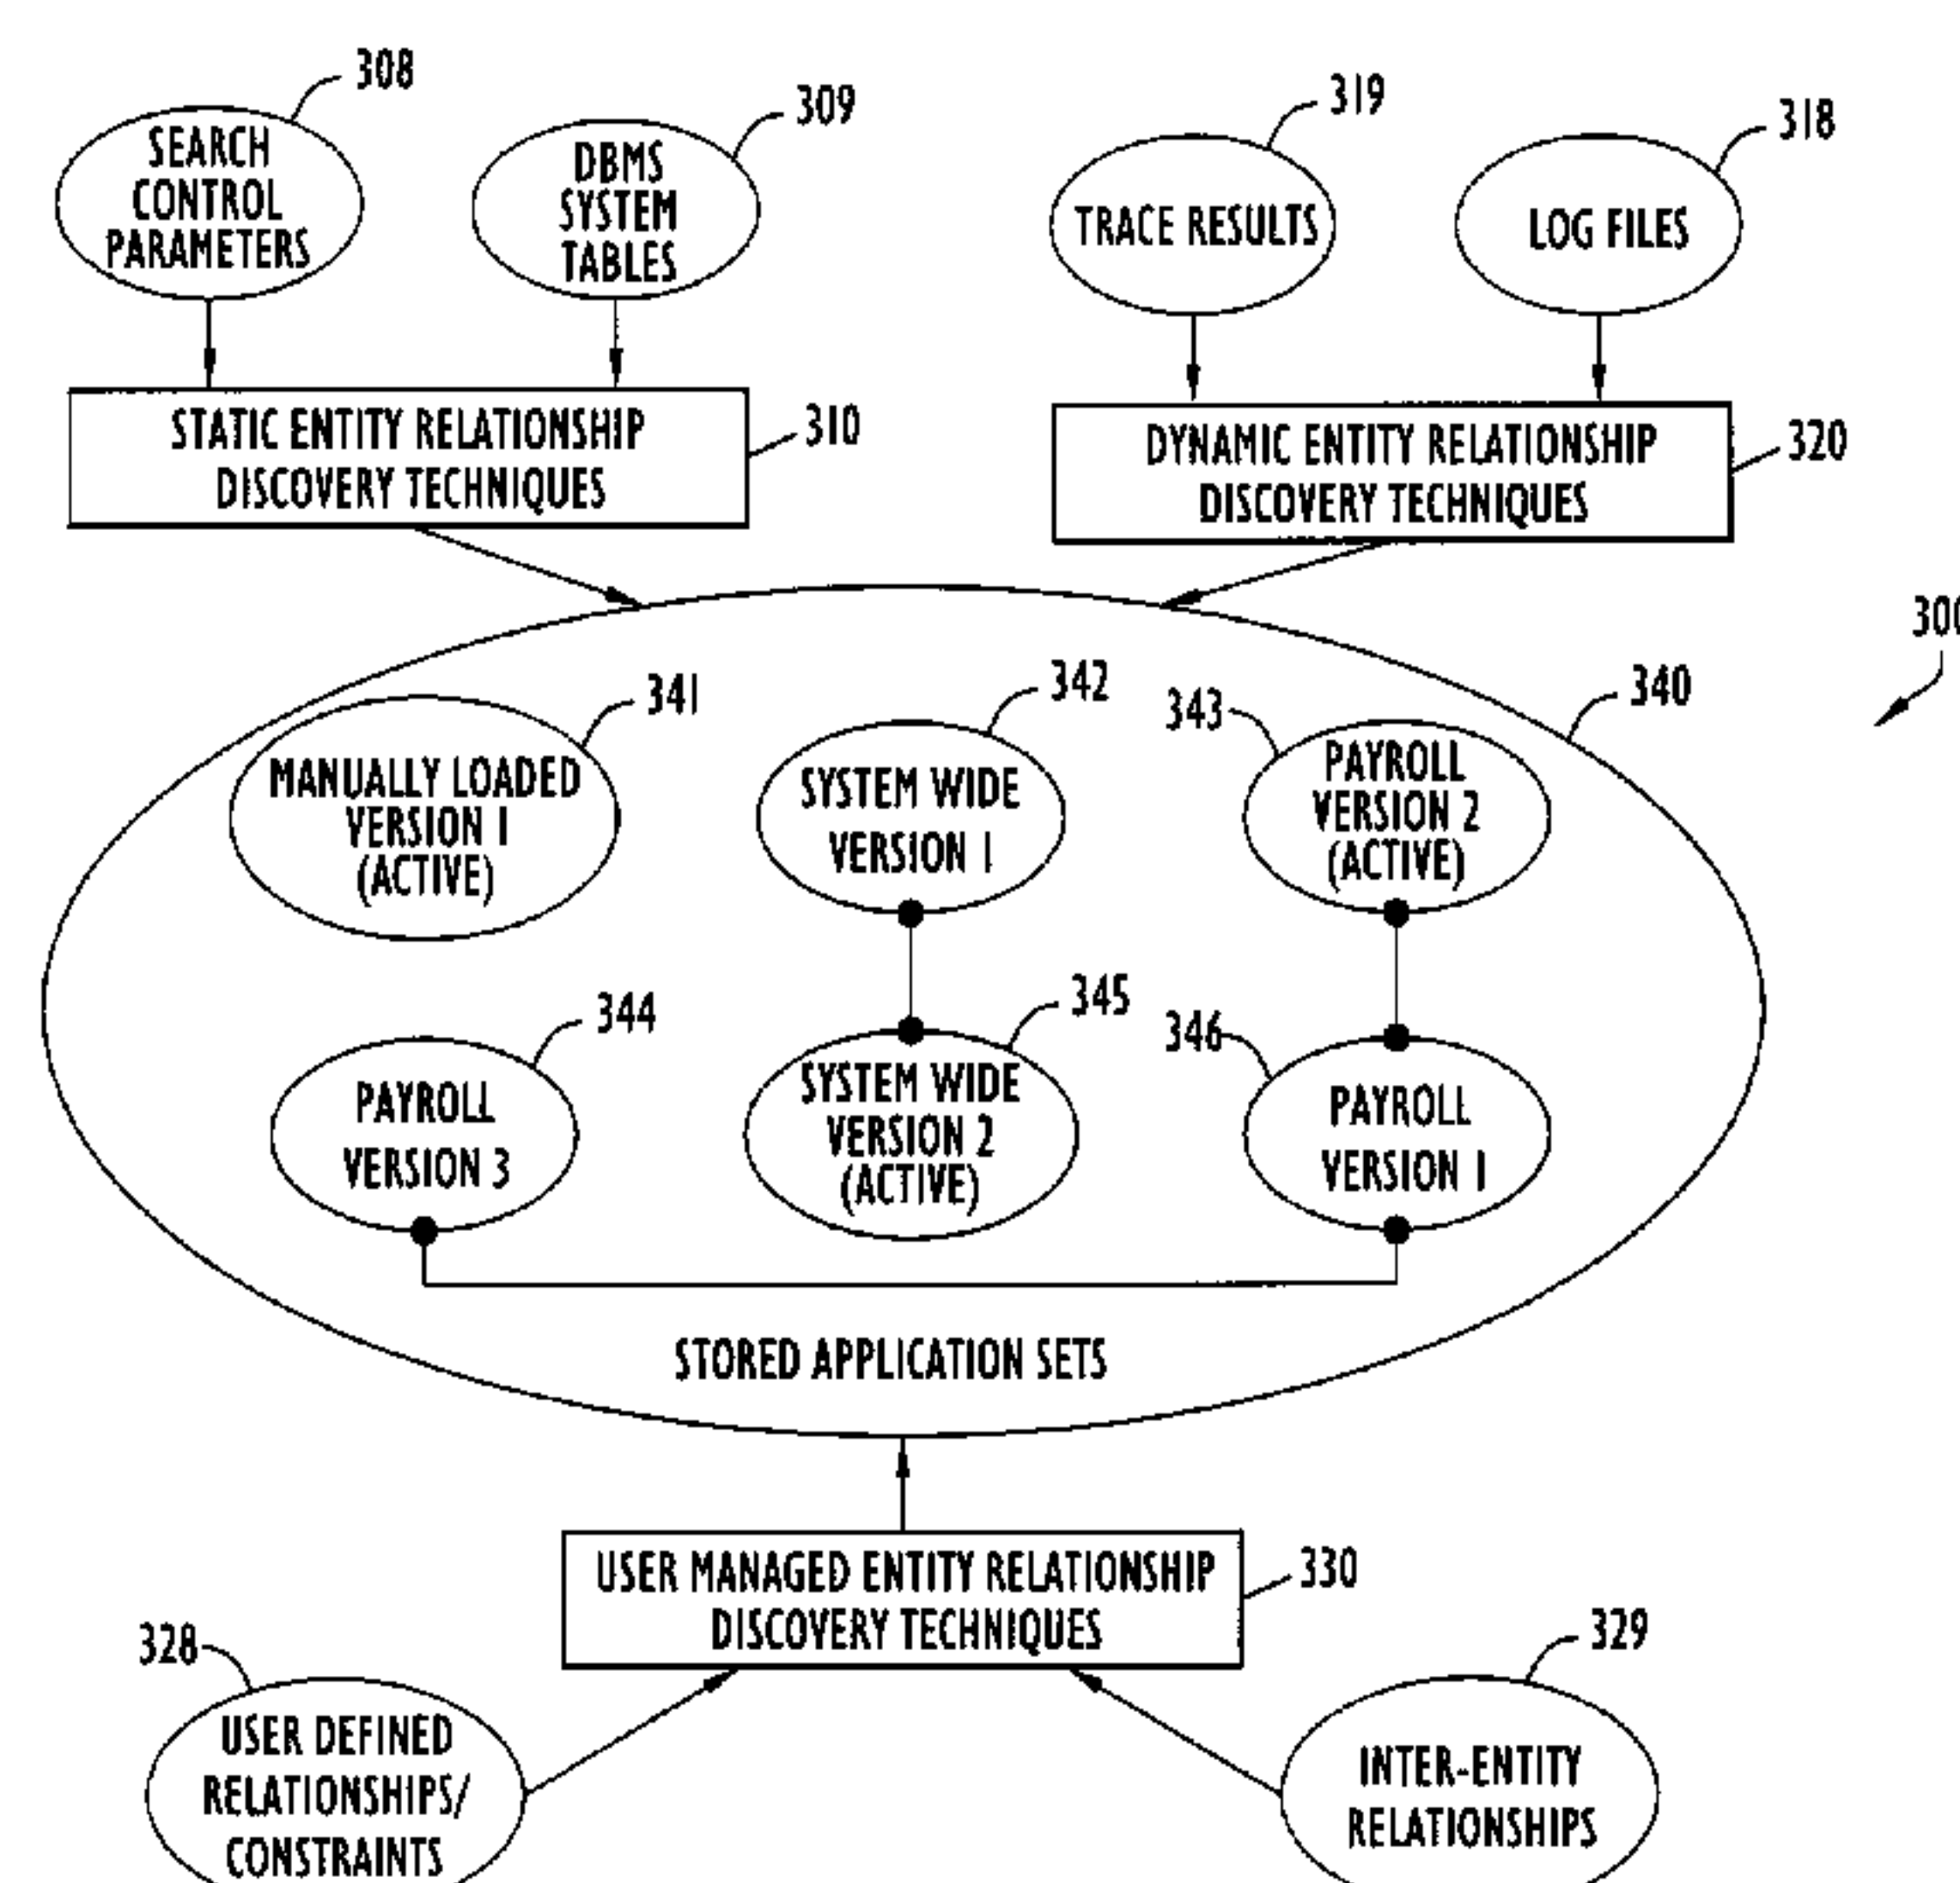 308
SEARCH
CONTROL
PARAMETERS
309
DBMS
SYSTEM
TABLES
319
TRACE RESULTS
318
LOG FILES
STATIC ENTITY RELATIONSHIP
DISCOVERY TECHNIQUES
310
DYNAMIC ENTITY RELATIONSHIP
DISCOVERY TECHNIQUES
320
300
340
341
MANUALLY LOADED
VERSION 1
(ACTIVE)
342
SYSTEM WIDE
VERSION 1
343
PAYROLL
VERSION 2
(ACTIVE)
344
PAYROLL
VERSION 3
345
SYSTEM WIDE
VERSION 2
(ACTIVE)
346
PAYROLL
VERSION 1
STORED APPLICATION SETS
USER MANAGED ENTITY RELATIONSHIP
DISCOVERY TECHNIQUES
330
328
USER DEFINED
RELATIONSHIPS/
CONSTRAINTS
329
INTER-ENTITY
RELATIONSHIPS